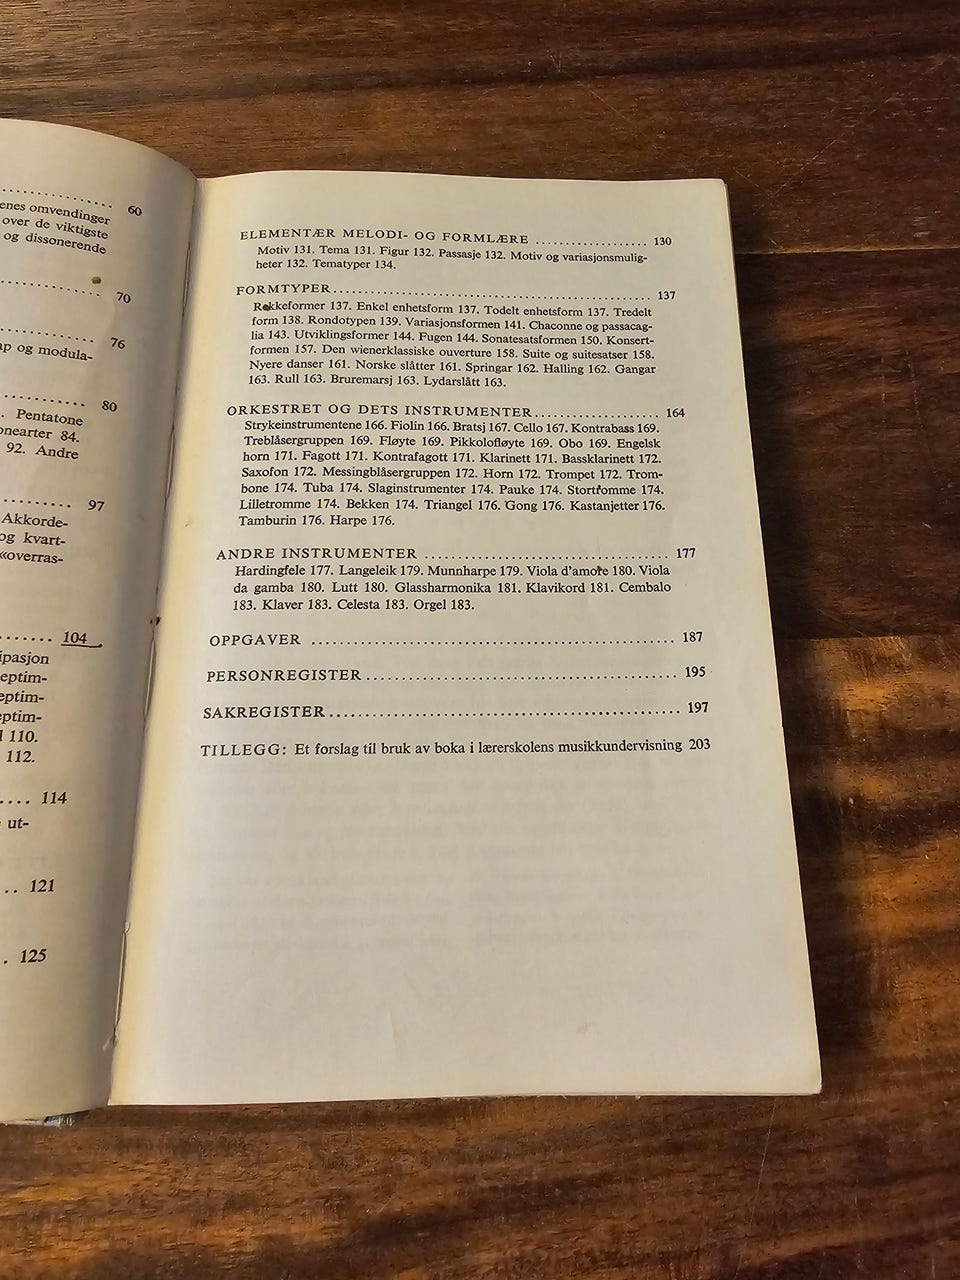 60
enes omvendinger
over de viktigste
og dissonerende
70
76
ap og modula-
80
. Pentatone
onearter 84.
92. Andre
97
Akkorde-
og kvart-
«overras-
104
ipasjon
eptim-
eptim-
eptim-
110.
112.
114
ut-
121
125
ELEMENTÆR MELODI- OG FORMLÆRE .................. 130
Motiv 131. Tema 131. Figur 132. Passasje 132. Motiv og variasjonsmulig-
heter 132. Tematyper 134.
FORMTYPER.................................................. 137
Rekkeformer 137. Enkel enhetsform 137. Todelt enhetsform 137. Tredelt
form 138. Rondotypen 139. Variasjonsformen 141. Chaconne og passacag-
lia 143. Utviklingsformer 144. Fugen 144. Sonatesatsformen 150. Konsert-
formen 157. Den wienerklassiske ouverture 158. Suite og suitesatser 158.
Nyere danser 161. Norske slåtter 161. Springar 162. Halling 162. Gangar
163. Rull 163. Bruremarsj 163. Lydarslått 163.
ORKESTRET OG DETS INSTRUMENTER.................... 164
Strykeinstrumentene 166. Fiolin 166. Bratsj 167. Cello 167. Kontrabass 169.
Treblåsergruppen 169. Fløyte 169. Pikkolofløyte 169. Obo 169. Engelsk
horn 171. Fagott 171. Kontrafagott 171. Klarinett 171. Bassklarinett 172.
Saxofon 172. Messingblåsergruppen 172. Horn 172. Trompet 172. Trom-
bone 174. Tuba 174. Slaginstrumenter 174. Pauke 174. Stortromme 174.
Lilletromme 174. Bekken 174. Triangel 176. Gong 176. Kastanjetter 176.
Tamburin 176. Harpe 176.
ANDRE INSTRUMENTER ...................................... 177
Hardingfele 177. Langeleik 179. Munnharpe 179. Viola d'amore 180. Viola
da gamba 180. Lutt 180. Glassharmonika 181. Klavikord 181. Cembalo
183. Klaver 183. Celesta 183. Orgel 183.
OPPGAVER ...................................................... 187
PERSONREGISTER.............................................. 195
SAKREGISTER.................................................... 197
TILLEGG: Et forslag til bruk av boka i lærerskolens musikkundervisning 203